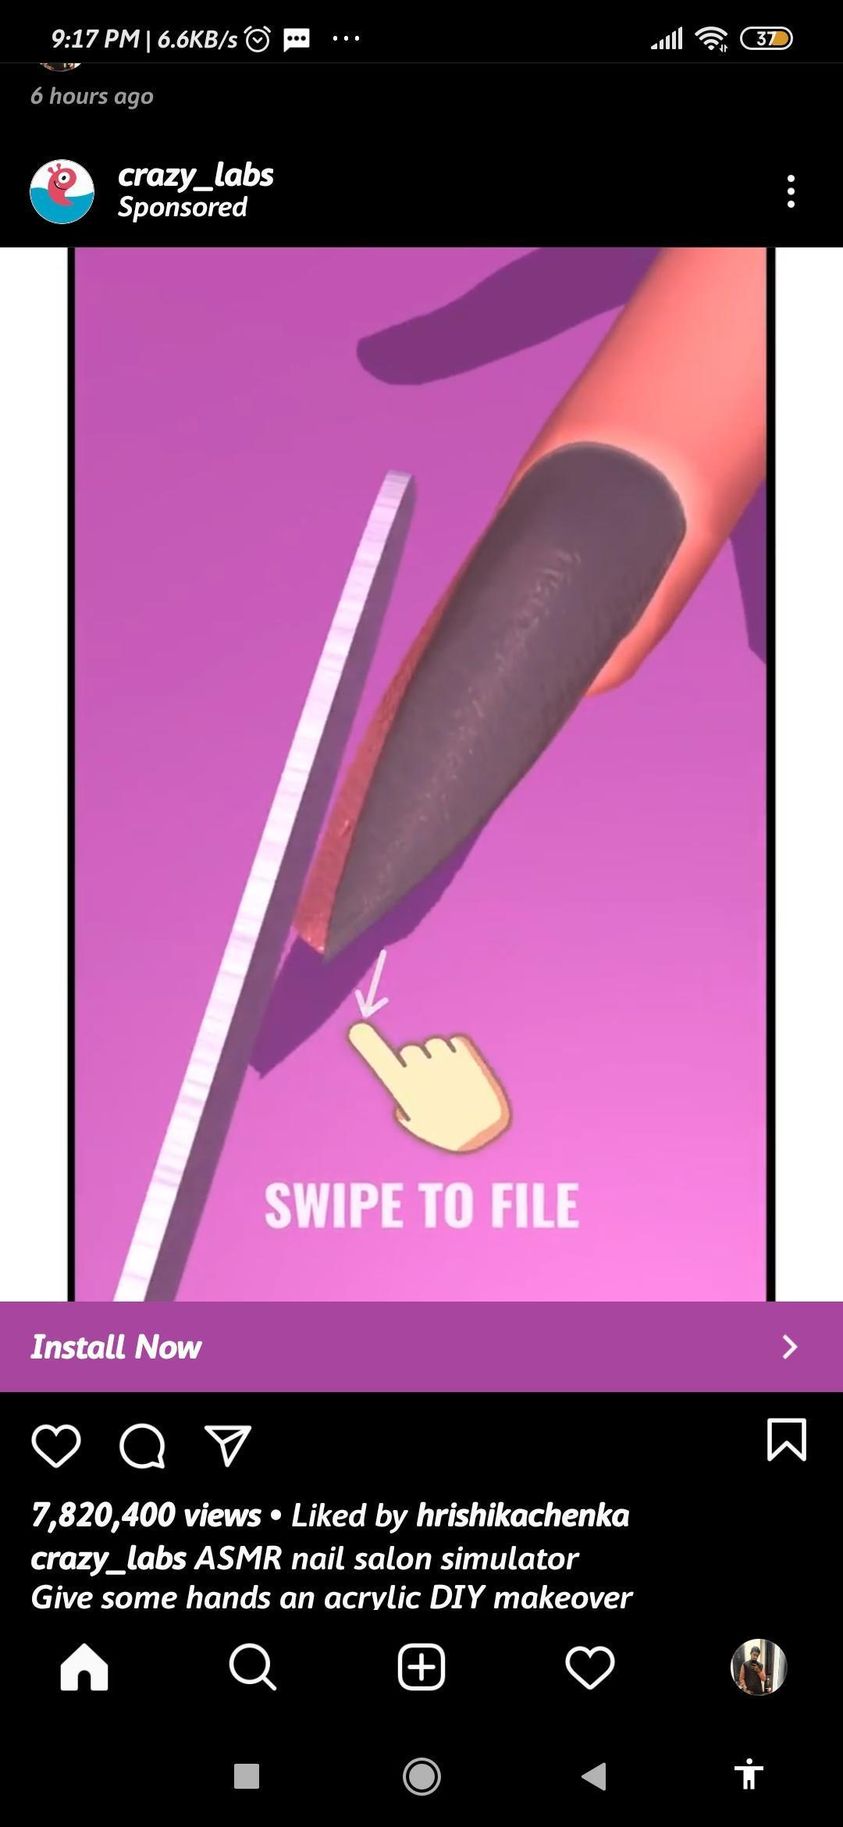 9:17 PM | 6.6KB/s
37
6 hours ago
crazy_labs
Sponsored
SWIPE TO FILE
Install Now
7,820,400 views • Liked by hrishikachenka
crazy_labs ASMR nail salon simulator
Give some hands an acrylic DIY makeover